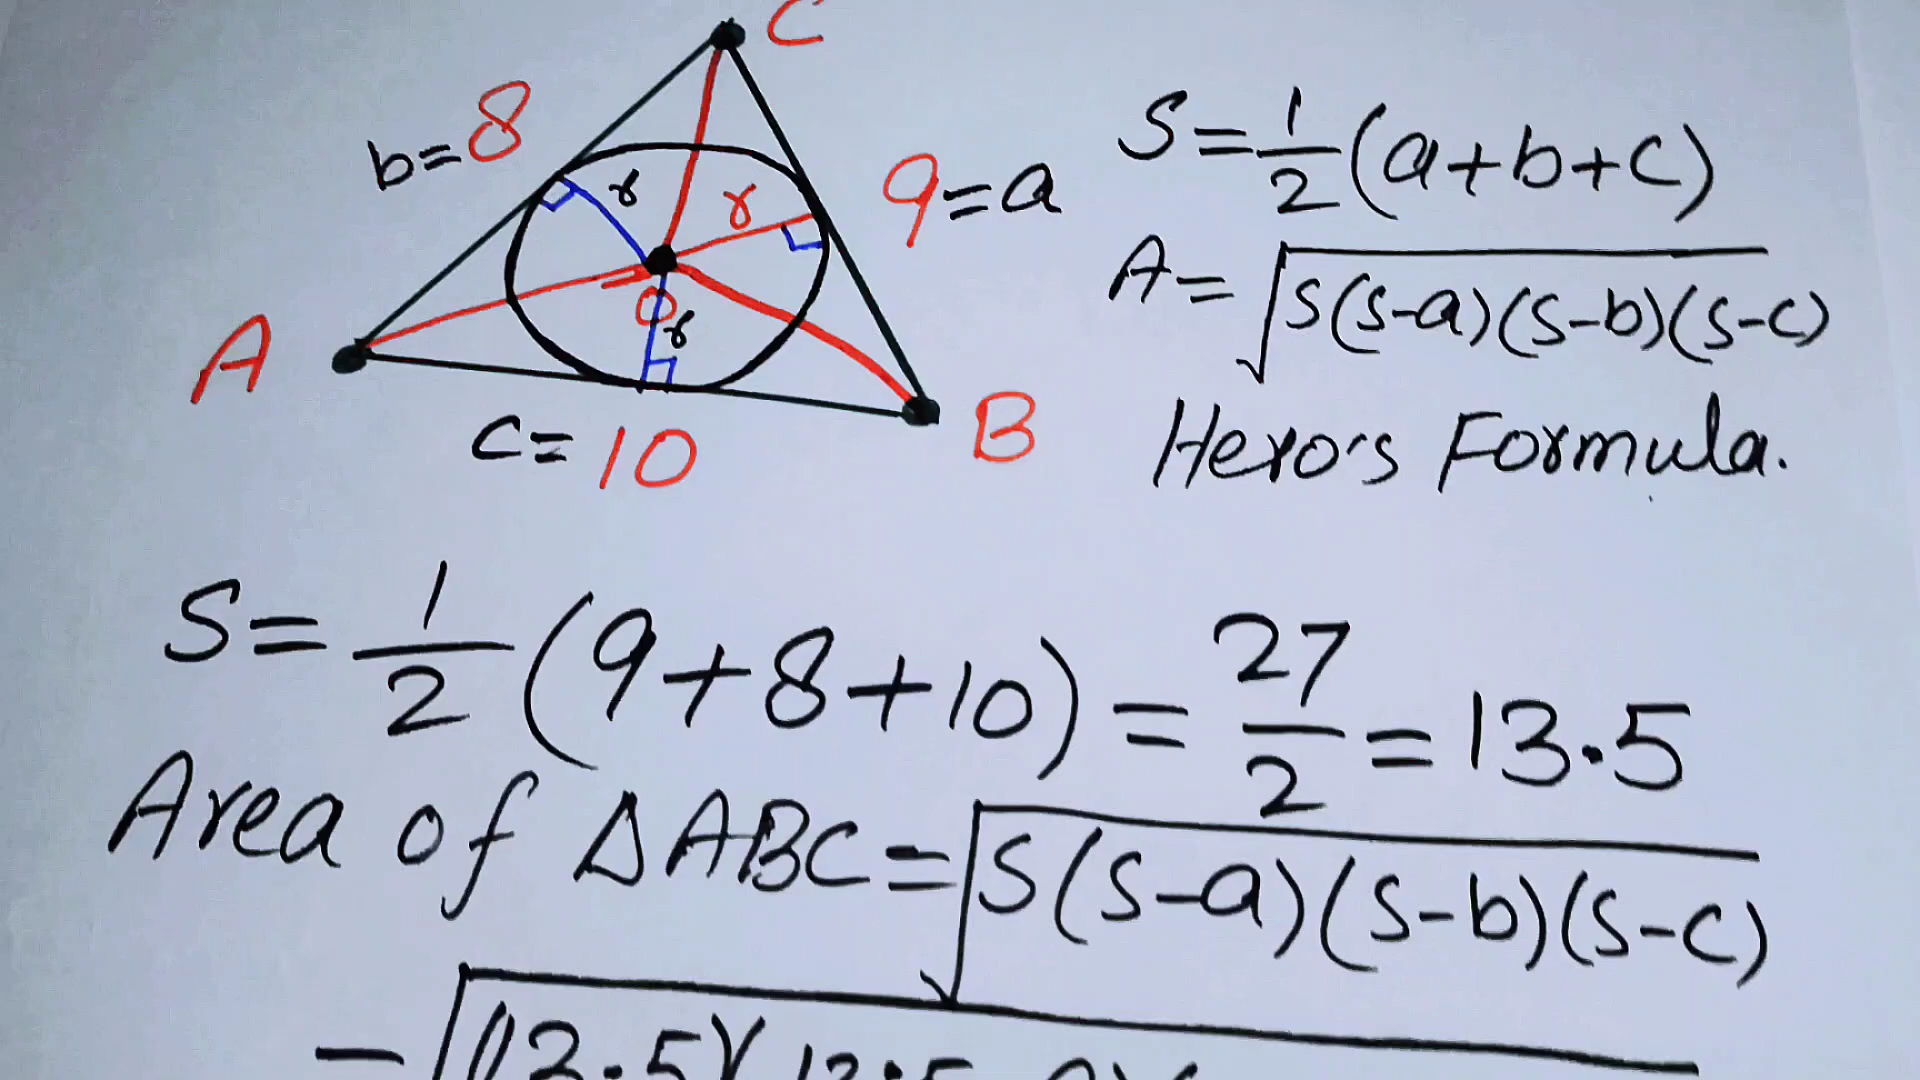 C
b=8
r
r
9=a
O
r
A
c=10
B
S=1/2(a+b+c)
A=√S(S-a)(S-b)(S-c)
Hero's Formula.
S=1/2(9+8+10)=27/2=13.5
Area of ΔABC=√S(S-a)(S-b)(S-c)